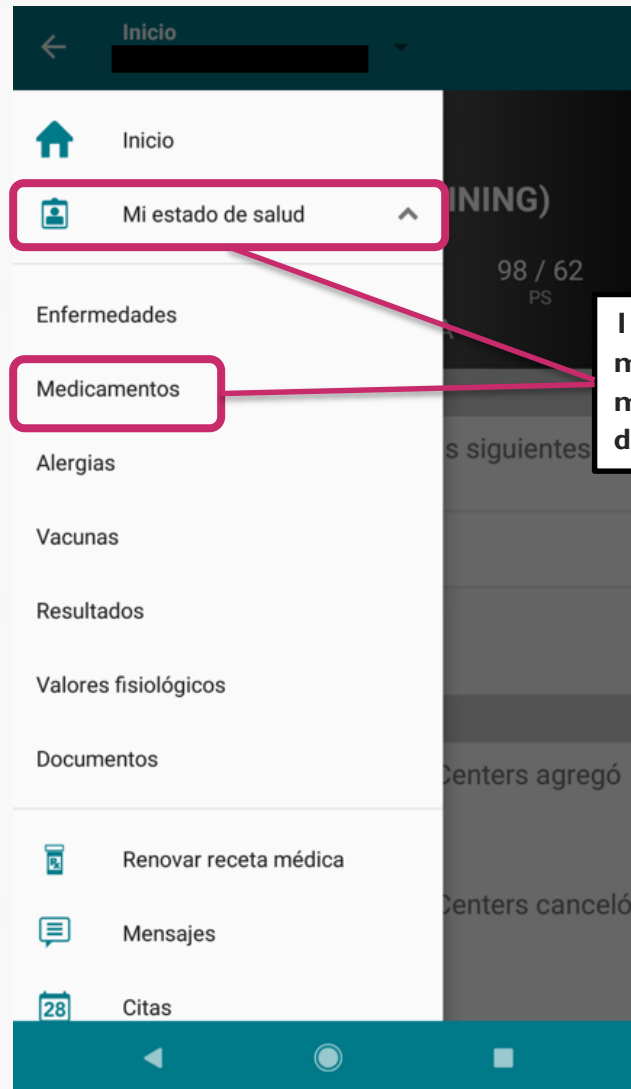 Inicio
Inicio
Mi estado de salud
INING)
98 / 62
PS
Enfermedades
Medicamentos
s siguientes
Alergias
Vacunas
Resultados
Valores fisiológicos
Documentos
Centers agregó
Renovar receta médica
Centers canceló
Mensajes
28
Citas